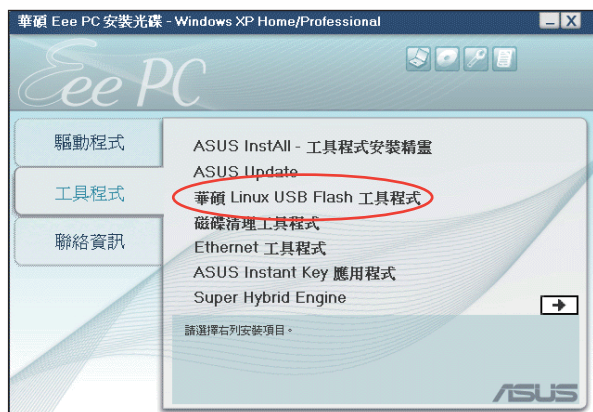 華碩 Eee PC 安裝光碟 - Windows XP Home/Professional
Eee PC
驅動程式
工具程式
聯絡資訊
ASUS InstAll - 工具程式安裝精靈
ASUS Update
華碩 Linux USB Flash 工具程式
磁碟清理工具程式
Ethernet 工具程式
ASUS Instant Key 應用程式
Super Hybrid Engine
請選擇右列安裝項目。
ASUS